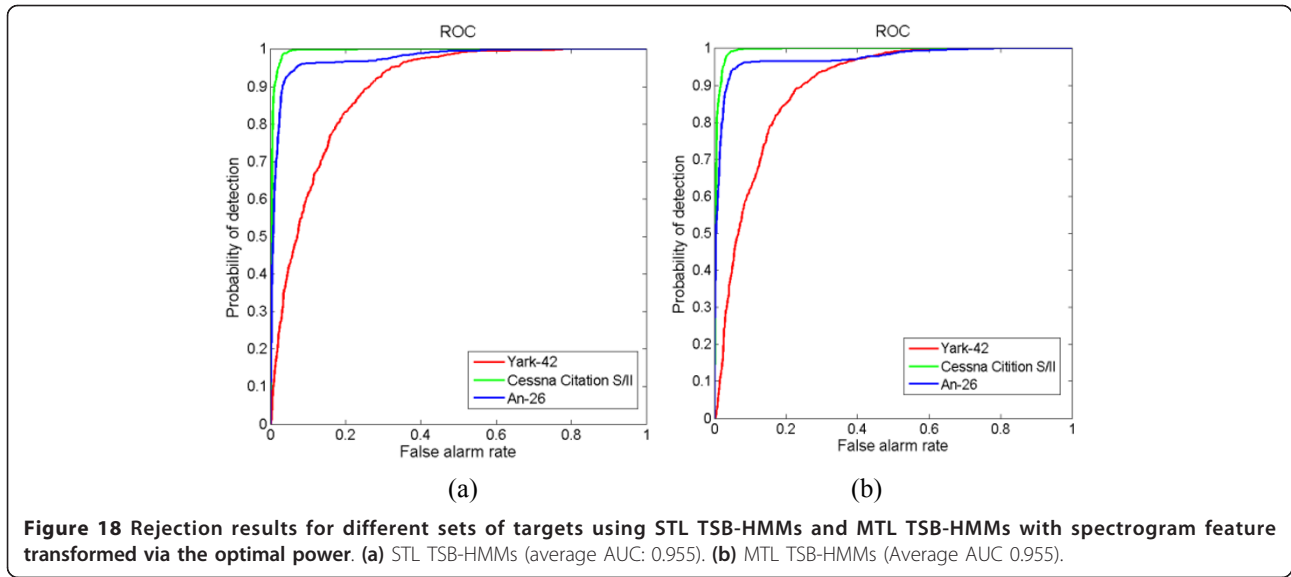 ROC
1
0.9
0.8
0.7
0.6
0.5
0.4
0.3
0.2
0.1
0
Probability of detection
Yark-42
Cessna Citation S/II
An-26
0
0.2
0.4
0.6
0.8
1
False alarm rate
(a)
ROC
1
0.9
0.8
0.7
0.6
0.5
0.4
0.3
0.2
0.1
0
Probability of detection
Yark-42
Cessna Citition S/II
An-26
0
0.2
0.4
0.6
0.8
1
False alarm rate
(b)
Figure 18 Rejection results for different sets of targets using STL TSB-HMMs and MTL TSB-HMMs with spectrogram feature
transformed via the optimal power. (a) STL TSB-HMMs (average AUC: 0.955). (b) MTL TSB-HMMs (Average AUC 0.955).